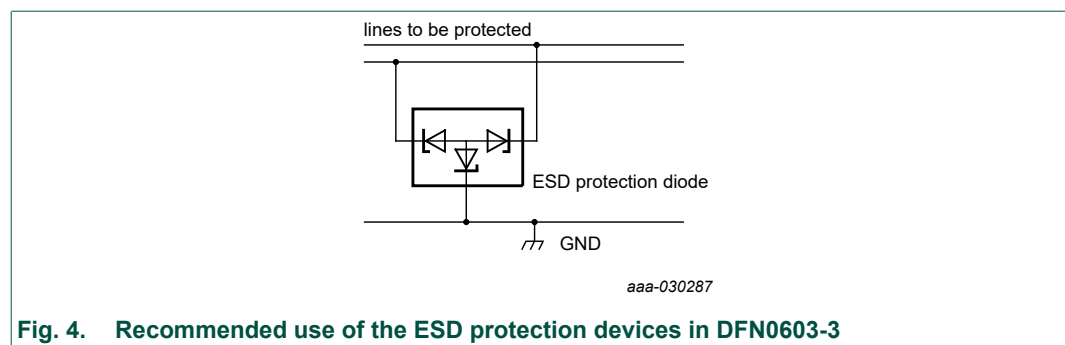 lines to be protected
ESD protection diode
GND
aaa-030287
Fig. 4. Recommended use of the ESD protection devices in DFN0603-3